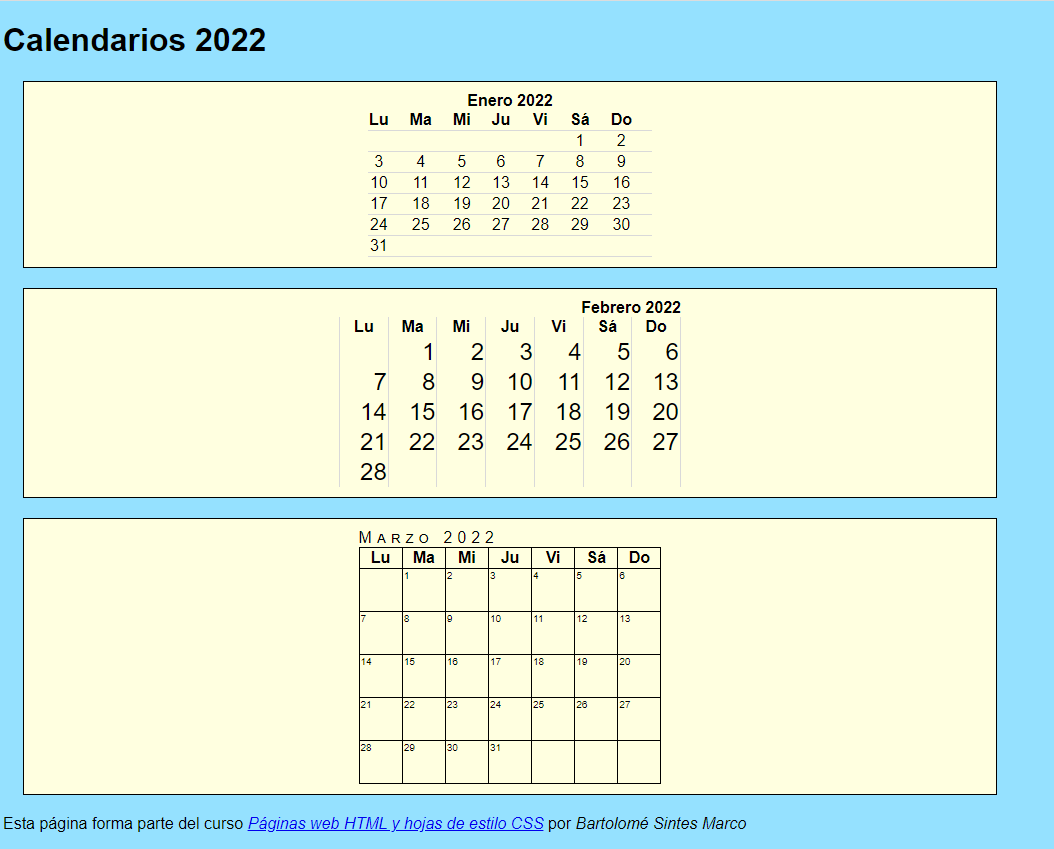 Calendarios 2022
Enero 2022
Lu Ma Mi Ju Vi Sá Do
1 2
3 4 5 6 7 8 9
10 11 12 13 14 15 16
17 18 19 20 21 22 23
24 25 26 27 28 29 30
31
Febrero 2022
Lu Ma Mi Ju Vi Sá Do
1 2 3 4 5 6
7 8 9 10 11 12 13
14 15 16 17 18 19 20
21 22 23 24 25 26 27
28
Marzo 2022
Lu Ma Mi Ju Vi Sá Do
1 2 3 4 5 6
7 8 9 10 11 12 13
14 15 16 17 18 19 20
21 22 23 24 25 26 27
28 29 30 31
Esta página forma parte del curso Páginas web HTML y hojas de estilo CSS por Bartolomé Sintes Marco